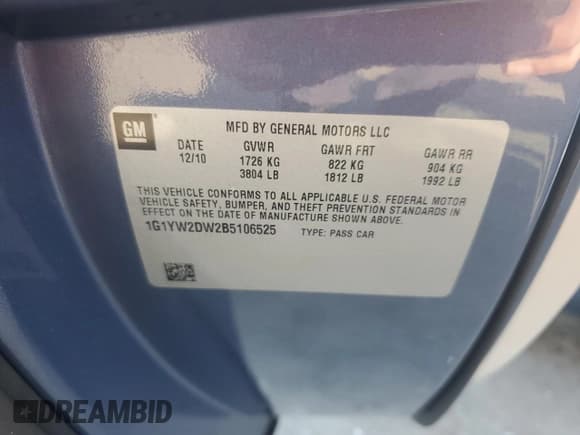 GM
MFD BY GENERAL MOTORS LLC
DATE GVWR GAWR FRT GAWR RR
12/10 1726 KG 822 KG 904 KG
3804 LB 1812 LB 1992 LB
THIS VEHICLE CONFORMS TO ALL APPLICABLE U.S. FEDERAL MOTOR
VEHICLE SAFETY, BUMPER, AND THEFT PREVENTION STANDARDS IN
EFFECT ON THE DATE OF MANUFACTURE SHOWN ABOVE.
1G1YW2DW2B5106525 TYPE: PASS CAR
DREAMBID